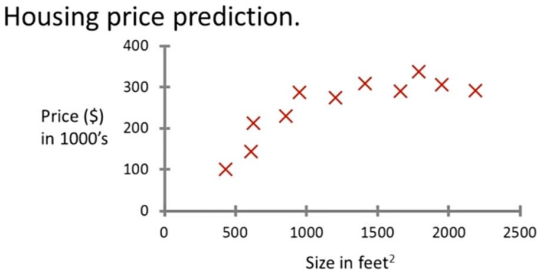 Housing price prediction.
400
300
Price ($)
200
in 1000's
100
0
0 500 1000 1500 2000 2500
Size in feet²